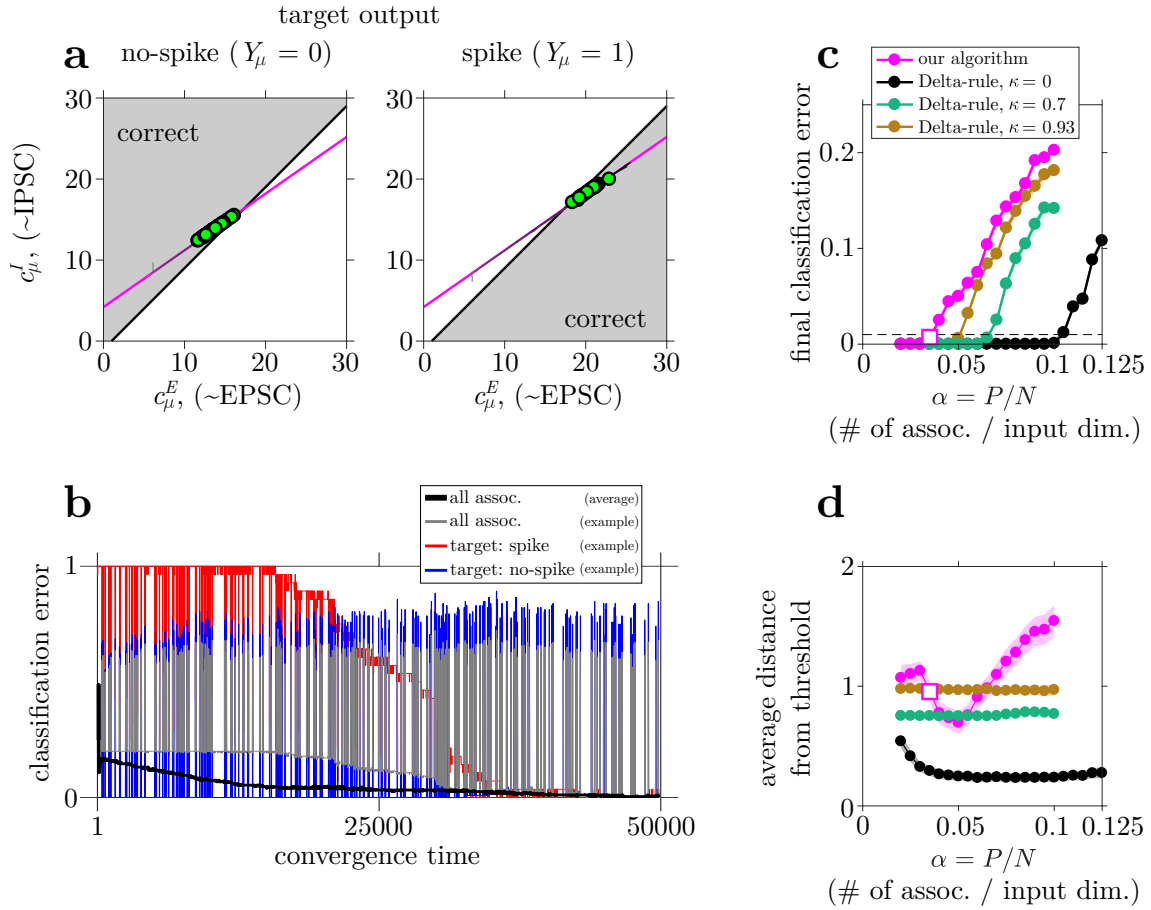 target output
a
no-spike (Yμ = 0)
spike (Yμ = 1)
30
20
10
0
correct
0
10
20
30
cμᴵ, (~IPSC)
cμᴱ, (~EPSC)
30
20
10
0
correct
0
10
20
30
cμᴱ, (~EPSC)
c
our algorithm
Delta-rule, κ = 0
Delta-rule, κ = 0.7
Delta-rule, κ = 0.93
final classification error
0.2
0.1
0
0
0.05
0.1
0.125
α = P/N
(# of assoc. / input dim.)
b
all assoc. (average)
all assoc. (example)
target: spike (example)
target: no-spike (example)
classification error
1
0
1
25000
50000
convergence time
d
average distance
from threshold
2
1
0
0
0.05
0.1
0.125
α = P/N
(# of assoc. / input dim.)